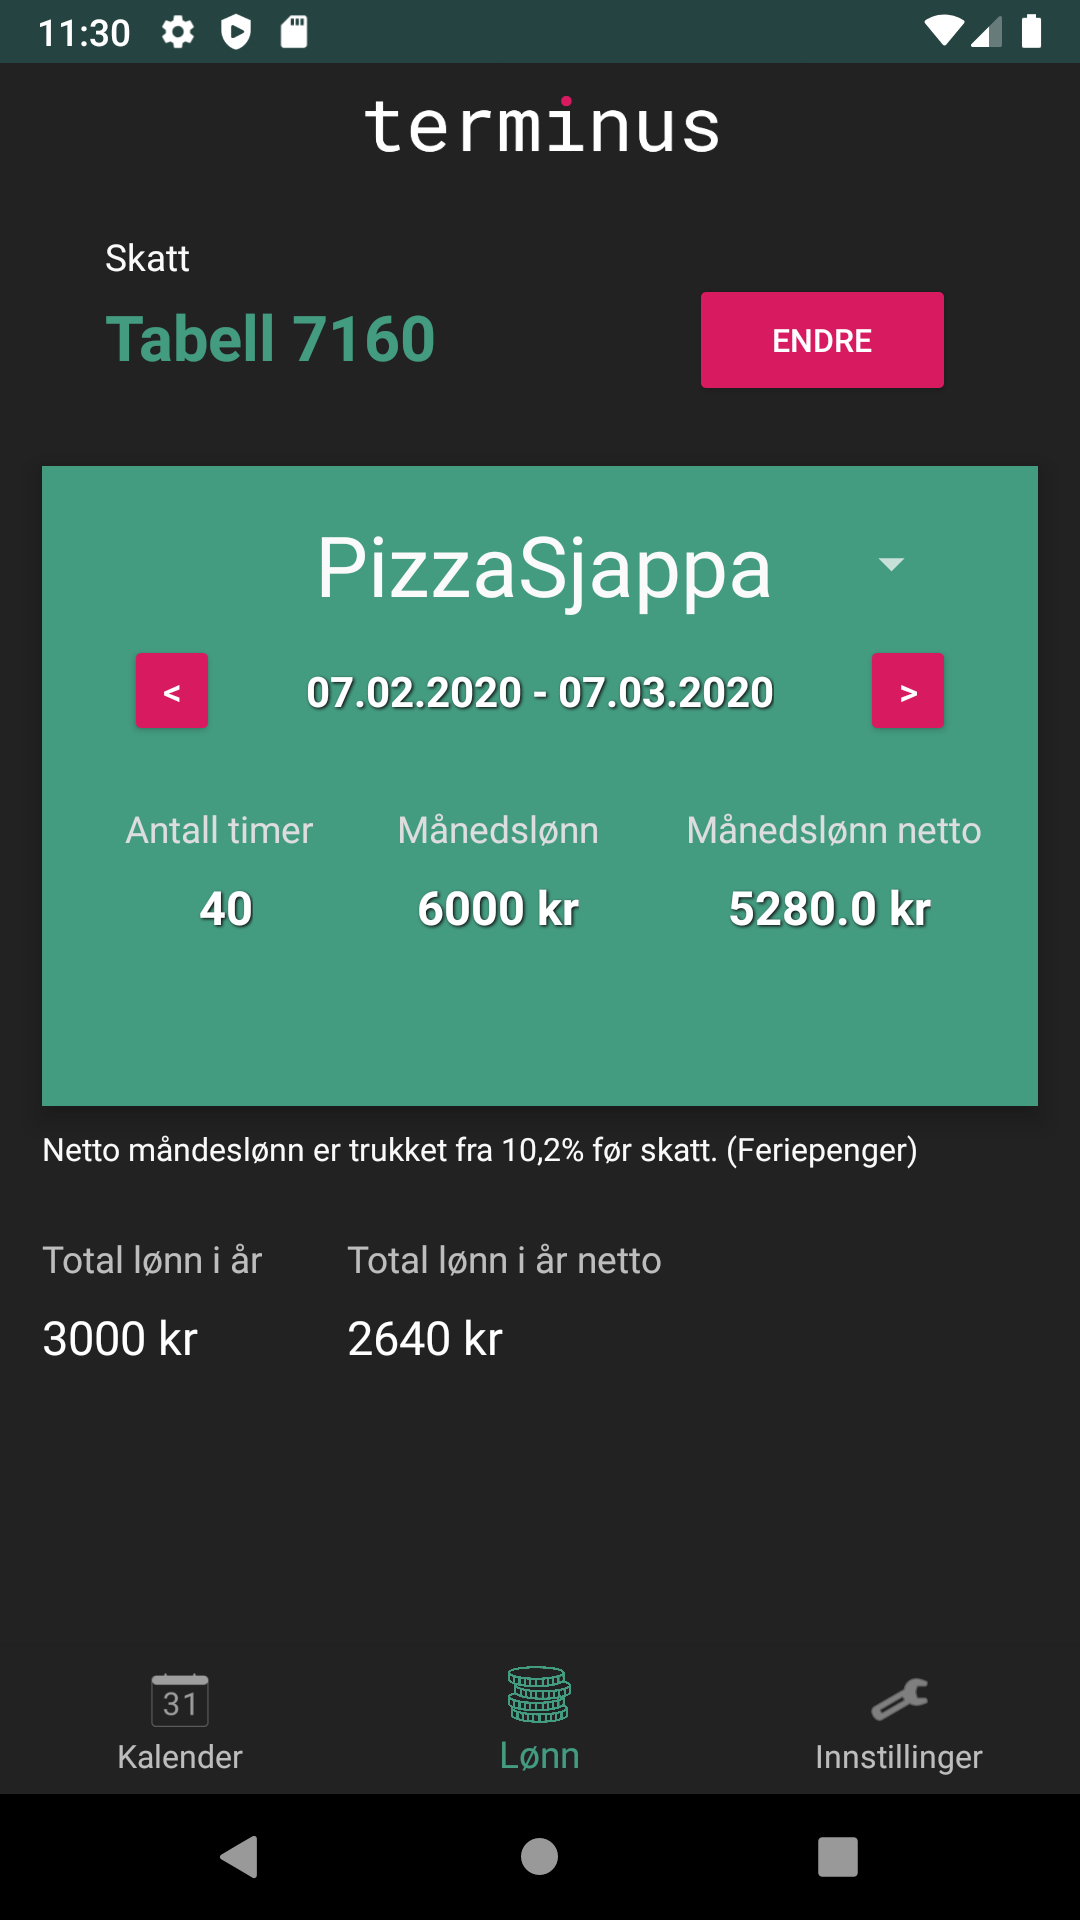 11:30
terminus
Skatt
Tabell 7160
ENDRE
PizzaSjappa
< 07.02.2020 - 07.03.2020 >
Antall timer Månedslønn Månedslønn netto
40 6000 kr 5280.0 kr
Netto måndeslønn er trukket fra 10,2% før skatt. (Feriepenger)
Total lønn i år Total lønn i år netto
3000 kr 2640 kr
31
Kalender Lønn Innstillinger